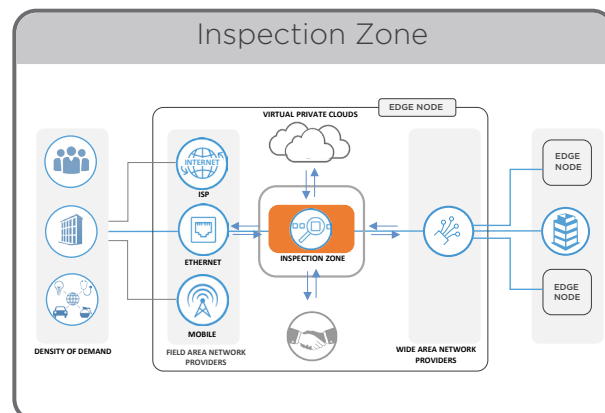 Inspection Zone
EDGE NODE
VIRTUAL PRIVATE CLOUDS
INTERNET
ISP
ETHERNET
MOBILE
INSPECTION ZONE
EDGE
NODE
EDGE
NODE
DENSITY OF DEMAND
FIELD AREA NETWORK
PROVIDERS
WIDE AREA NETWORK
PROVIDERS